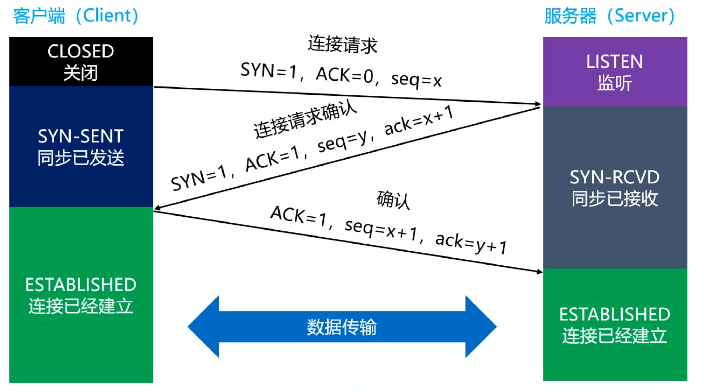 客户端（Client）
服务器（Server）
CLOSED
关闭
连接请求
SYN=1，ACK=0，seq=x
LISTEN
监听
SYN-SENT
同步已发送
连接请求确认
SYN=1，ACK=1，seq=y，ack=x+1
SYN-RCVD
同步已接收
确认
ACK=1，seq=x+1，ack=y+1
ESTABLISHED
连接已经建立
数据传输
ESTABLISHED
连接已经建立